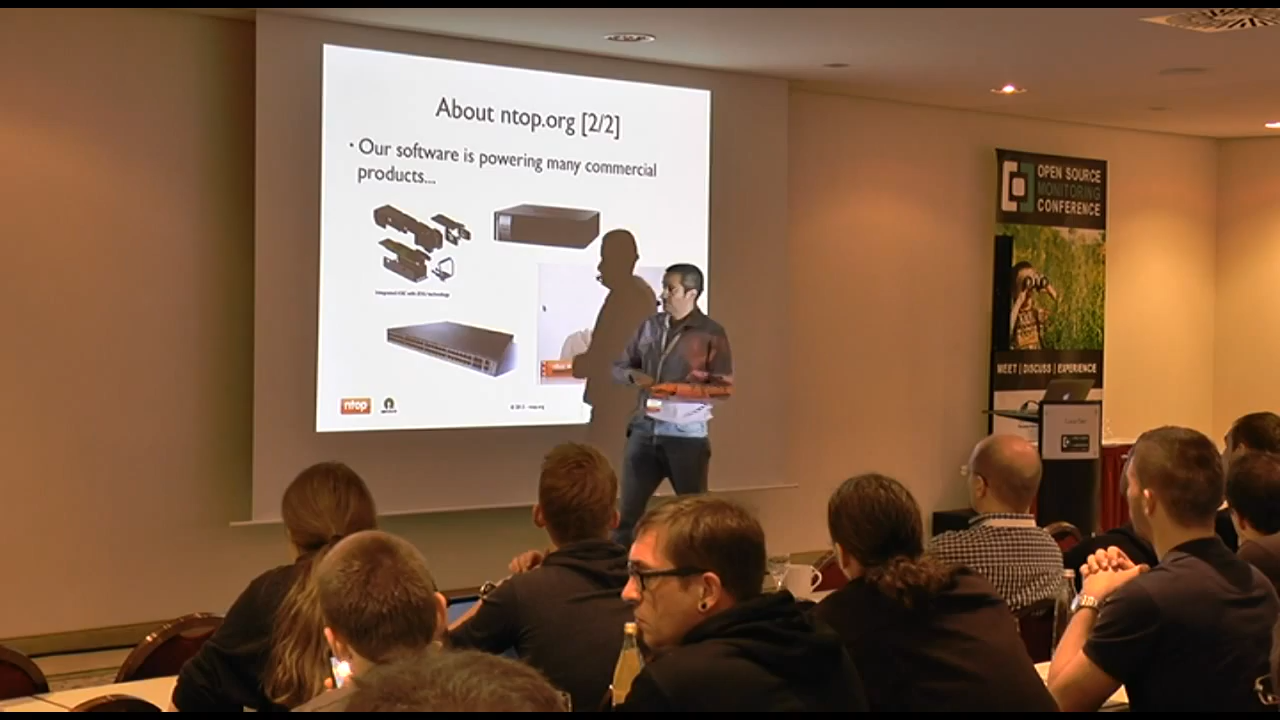 About ntop.org [2/2]
· Our software is powering many commercial
products...
ntop
OPEN SOURCE
MONITORING
CONFERENCE
MEET | DISCUSS | EXPERIENCE